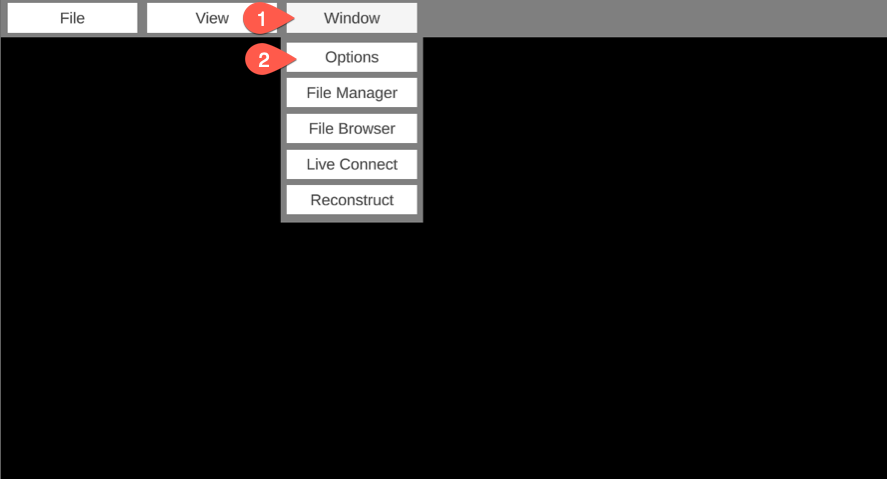 File
View
1
Window
2
Options
File Manager
File Browser
Live Connect
Reconstruct